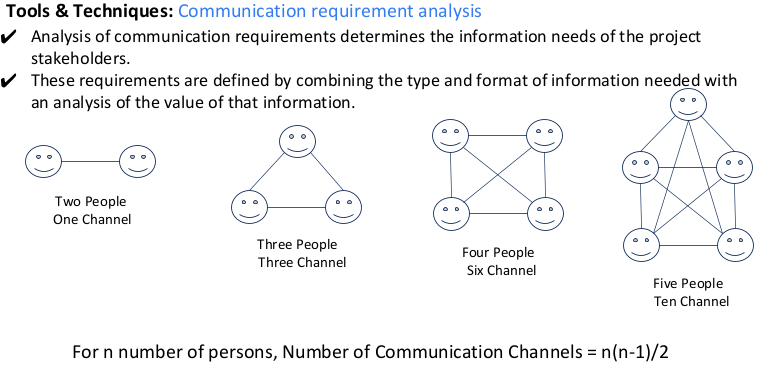 Tools & Techniques: Communication requirement analysis
✔ Analysis of communication requirements determines the information needs of the project
stakeholders.
✔ These requirements are defined by combining the type and format of information needed with
an analysis of the value of that information.
Two People
One Channel
Three People
Three Channel
Four People
Six Channel
Five People
Ten Channel
For n number of persons, Number of Communication Channels = n(n-1)/2